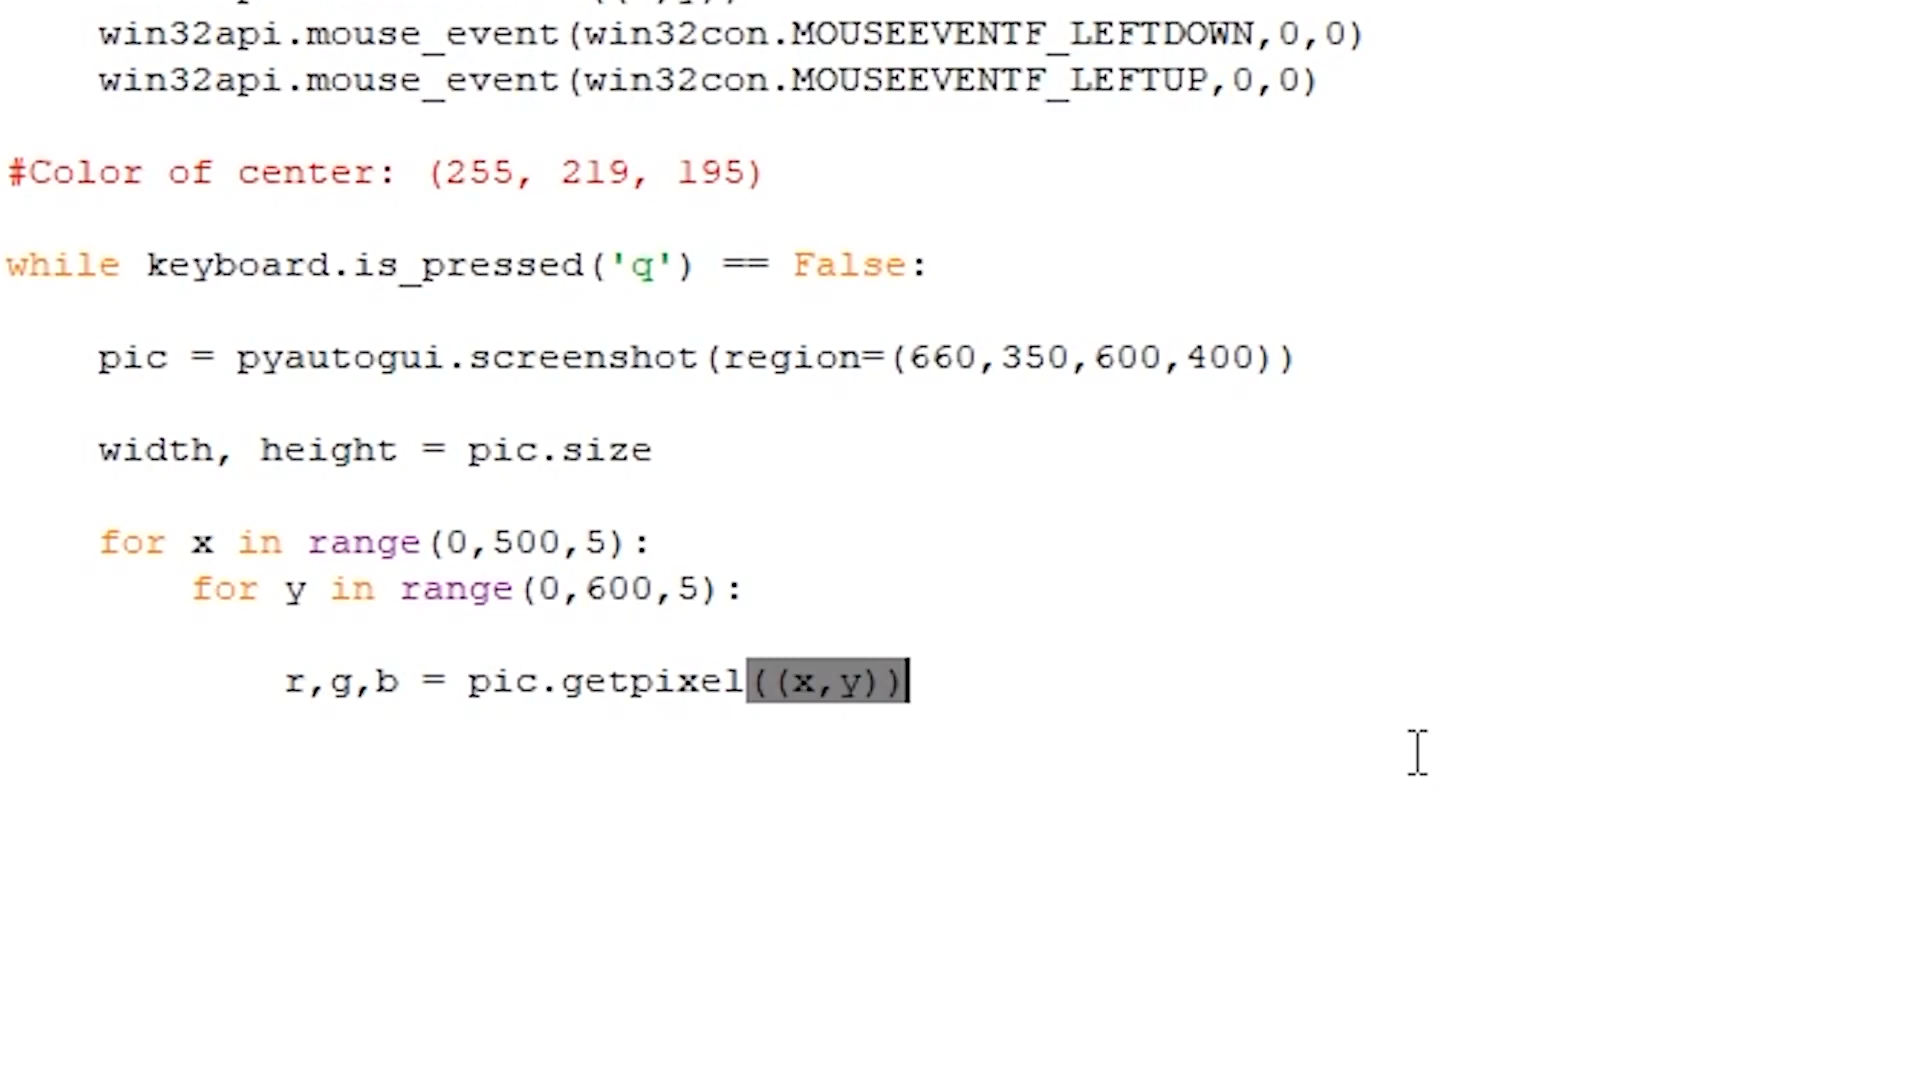 win32api.mouse_event(win32con.MOUSEEVENTF_LEFTDOWN,0,0)
win32api.mouse_event(win32con.MOUSEEVENTF_LEFTUP,0,0)
#Color of center: (255, 219, 195)
while keyboard.is_pressed('q') == False:
pic = pyautogui.screenshot(region=(660,350,600,400))
width, height = pic.size
for x in range(0,500,5):
for y in range(0,600,5):
r,g,b = pic.getpixel((x,y))